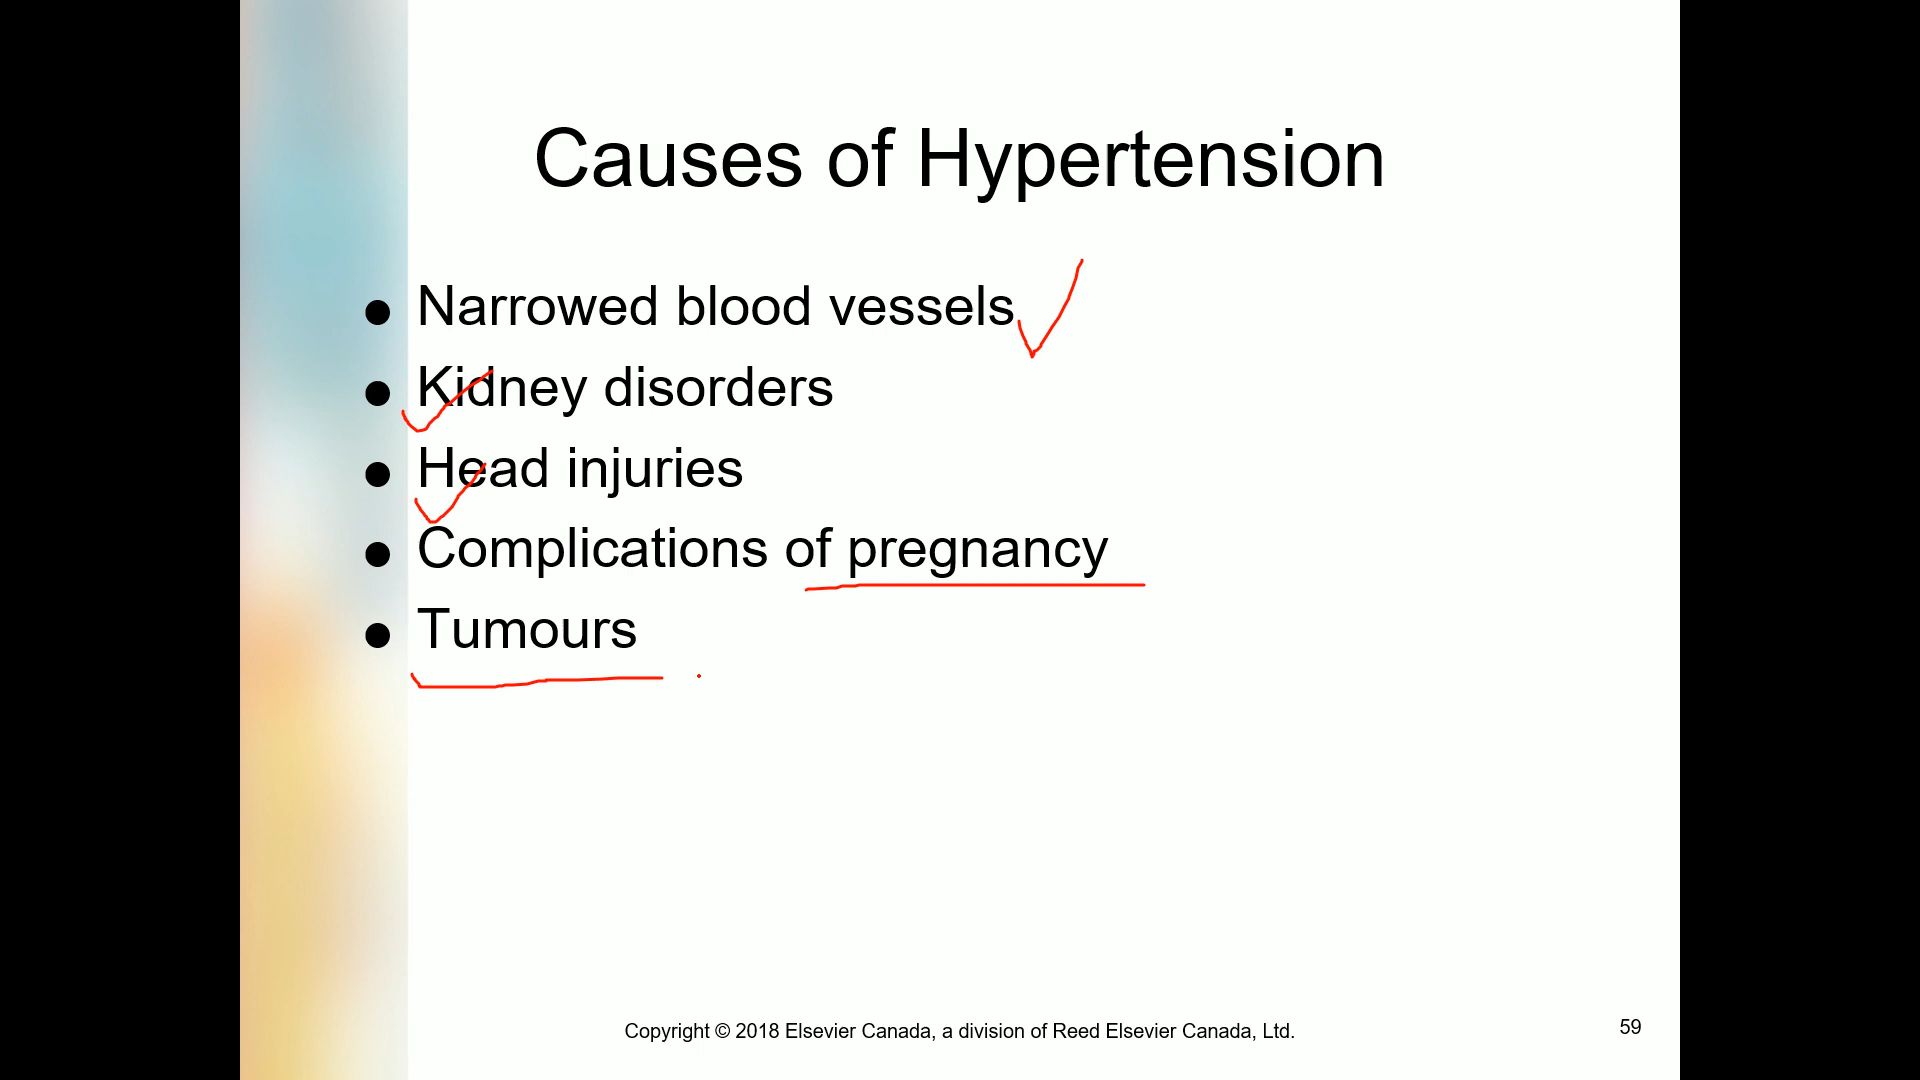 Causes of Hypertension
● Narrowed blood vessels
● Kidney disorders
● Head injuries
● Complications of pregnancy
● Tumours
Copyright © 2018 Elsevier Canada, a division of Reed Elsevier Canada, Ltd.
59